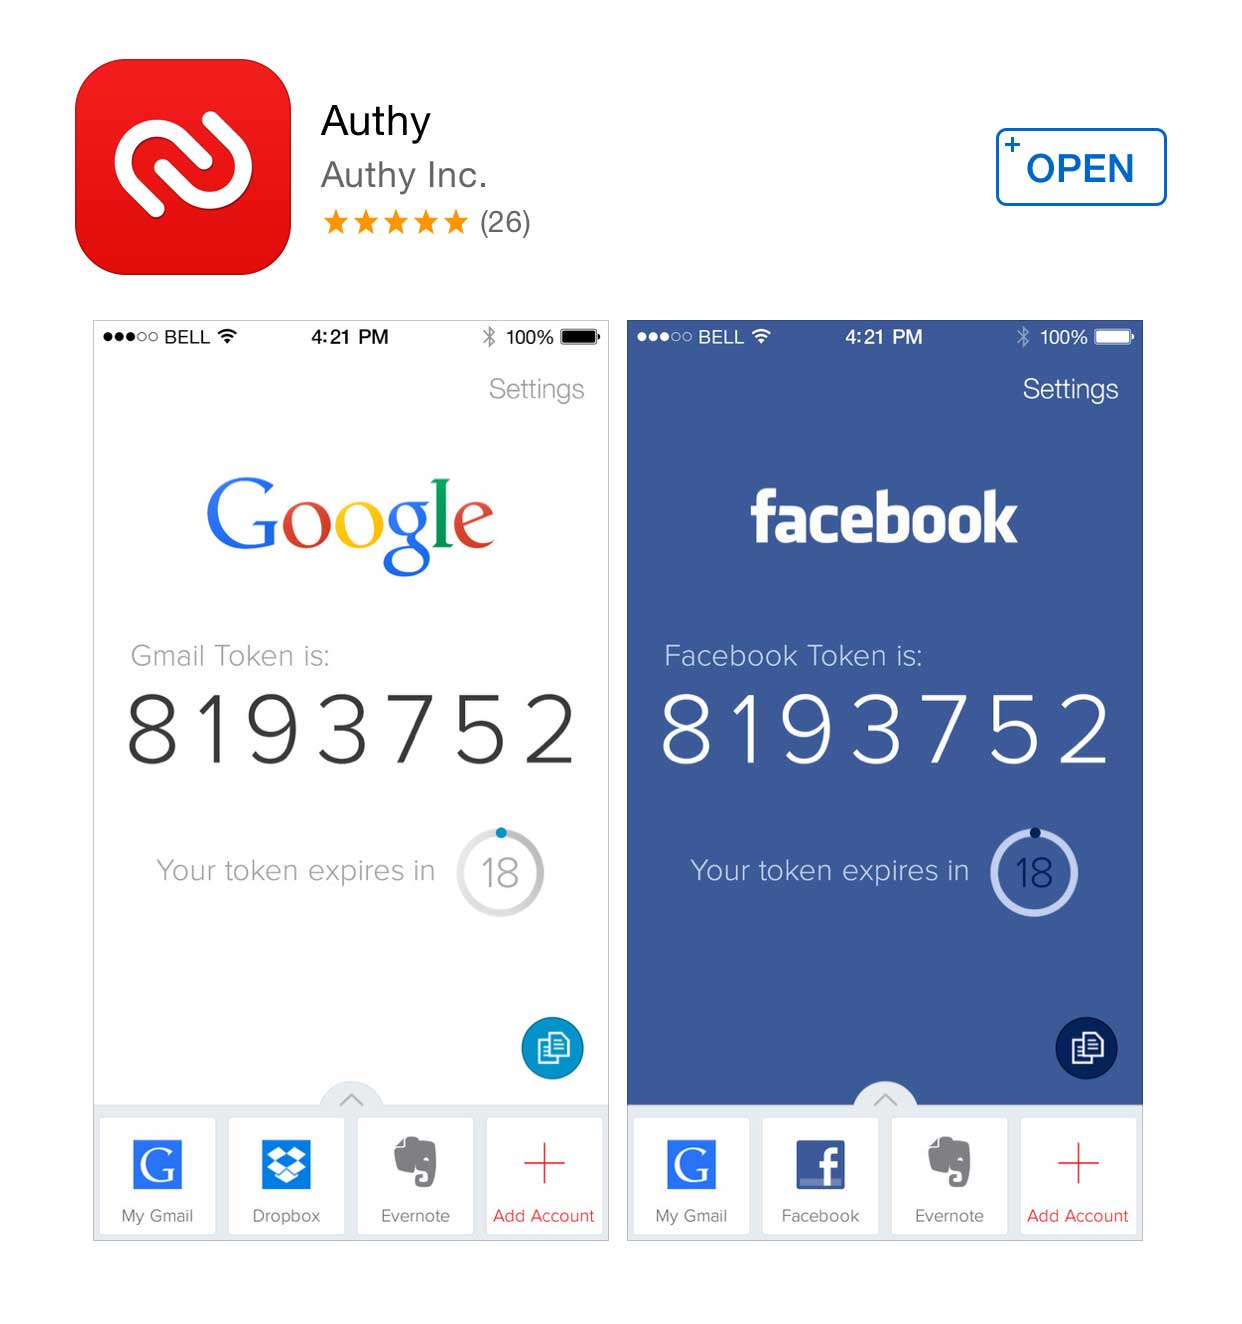 Authy
Authy Inc.
★★★★★ (26)
+ OPEN
●●●○○ BELL 4:21 PM 100%
Settings
Google
Gmail Token is:
8193752
Your token expires in 18
My Gmail Dropbox Evernote Add Account
●●●○○ BELL 4:21 PM 100%
Settings
facebook
Facebook Token is:
8193752
Your token expires in 18
My Gmail Facebook Evernote Add Account